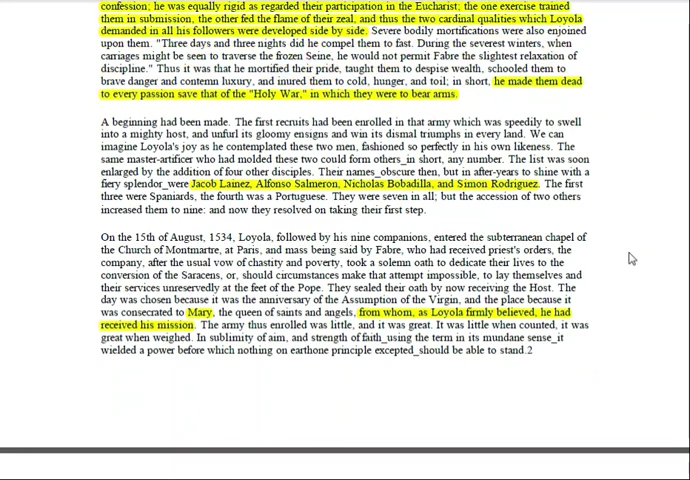 confession; he was equally rigid as regarded their participation in the Eucharist; the one exercise trained
them in submission, the other fed the flame of their zeal, and thus the two cardinal qualities which Loyola
demanded in all his followers were developed side by side. Severe bodily mortifications were also enjoined
upon them. "Three days and three nights did he compel them to fast. During the severest winters, when
carriages might be seen to traverse the frozen Seine, he would not permit Fabre the slightest relaxation of
discipline." Thus it was that he mortified their pride, taught them to despise wealth, schooled them to
brave danger and contemn luxury, and inured them to cold, hunger, and toil; in short, he made them dead
to every passion save that of the "Holy War," in which they were to bear arms.
A beginning had been made. The first recruits had been enrolled in that army which was speedily to swell
into a mighty host, and unfurl its gloomy ensigns and win its dismal triumphs in every land. We can
imagine Loyola's joy as he contemplated these two men, fashioned so perfectly in his own likeness. The
same master-artificer who had molded these two could form others_in short, any number. The list was soon
enlarged by the addition of four other disciples. Their names_obscure then, but in after-years to shine with a
fiery splendor_were Jacob Lainez, Alfonso Salmeron, Nicholas Bobadilla, and Simon Rodriguez. The first
three were Spaniards, the fourth was a Portuguese. They were seven in all; but the accession of two others
increased them to nine: and now they resolved on taking their first step.
On the 15th of August, 1534, Loyola, followed by his nine companions, entered the subterranean chapel of
the Church of Montmartre, at Paris, and mass being said by Fabre, who had received priest's orders, the
company, after the usual vow of chastity and poverty, took a solemn oath to dedicate their lives to the
conversion of the Saracens, or, should circumstances make that attempt impossible, to lay themselves and
their services unreservedly at the feet of the Pope. They sealed their oath by now receiving the Host. The
day was chosen because it was the anniversary of the Assumption of the Virgin, and the place because it
was consecrated to Mary, the queen of saints and angels, from whom, as Loyola firmly believed, he had
received his mission. The army thus enrolled was little, and it was great. It was little when counted, it was
great when weighed. In sublimity of aim, and strength of faith_using the term in its mundane sense_it
wielded a power before which nothing on earthone principle excepted_should be able to stand.2